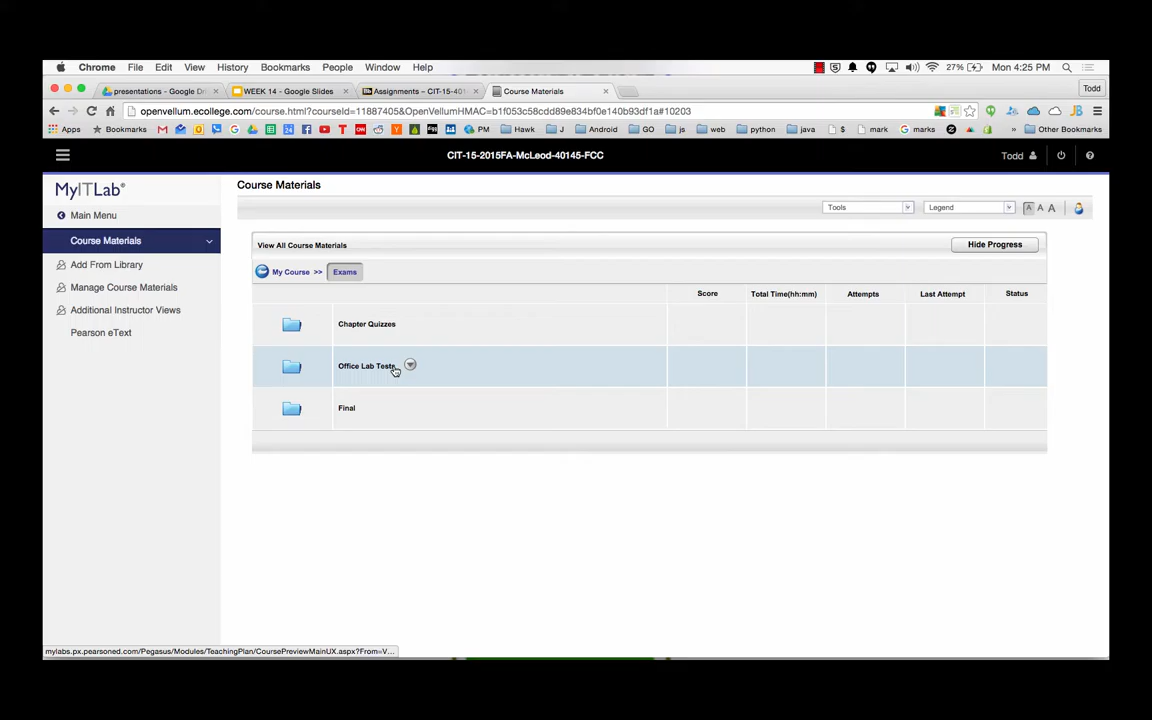 Chrome File Edit View History Bookmarks People Window Help 27% Mon 4:25 PM
presentations - Google Dri WEEK 14 - Google Slides Assignments – CIT-15-401 Course Materials Todd
openvellum.ecollege.com/course.html?courseId=11887405&OpenVellumHMAC=b1f053c58cdd89e834bf0e140b93df1a#10203
Apps Bookmarks PM Hawk J Android GO js web python java $ mark marks » Other Bookmarks
CIT-15-2015FA-McLeod-40145-FCC Todd
MyITLab®
Course Materials
Main Menu
Tools Legend A A A
Course Materials
View All Course Materials Hide Progress
Add From Library
My Course >> Exams
Manage Course Materials
Score Total Time(hh:mm) Attempts Last Attempt Status
Additional Instructor Views
Chapter Quizzes
Pearson eText
Office Lab Tests
Final
mylabs.px.pearsoned.com/Pegasus/Modules/TeachingPlan/CoursePreviewMainUX.aspx?From=V...